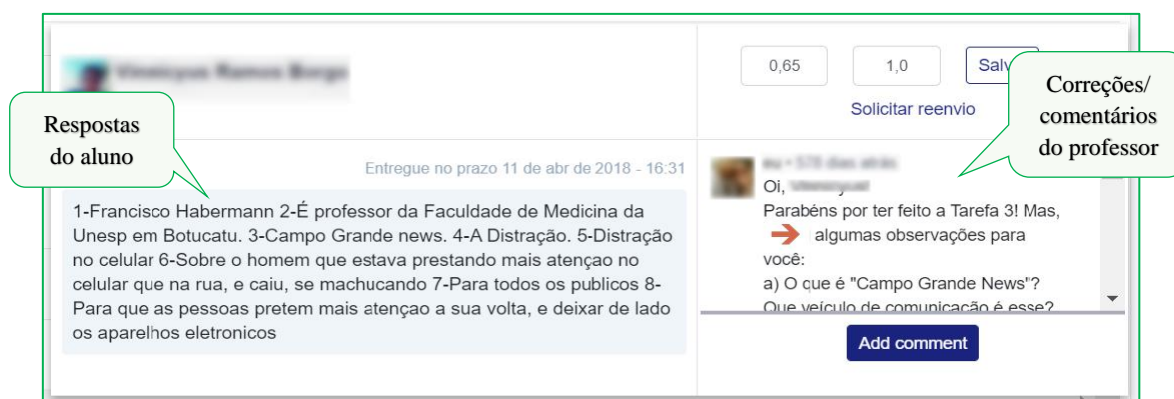 0,65
1,0
Salv
Solicitar reenvio
Correções/
comentários
do professor
Respostas
do aluno
Entregue no prazo 11 de abr de 2018 - 16:31
1-Francisco Habermann 2-É professor da Faculdade de Medicina da
Unesp em Botucatu. 3-Campo Grande news. 4-A Distração. 5-Distração
no celular 6-Sobre o homem que estava prestando mais atençao no
celular que na rua, e caiu, se machucando 7-Para todos os publicos 8-
Para que as pessoas pretem mais atençao a sua volta, e deixar de lado
os aparelhos eletronicos
eu • 578 dias atrás
Oi,
Parabéns por ter feito a Tarefa 3! Mas,
algumas observações para
você:
a) O que é "Campo Grande News"?
Que veículo de comunicação é esse?
Add comment